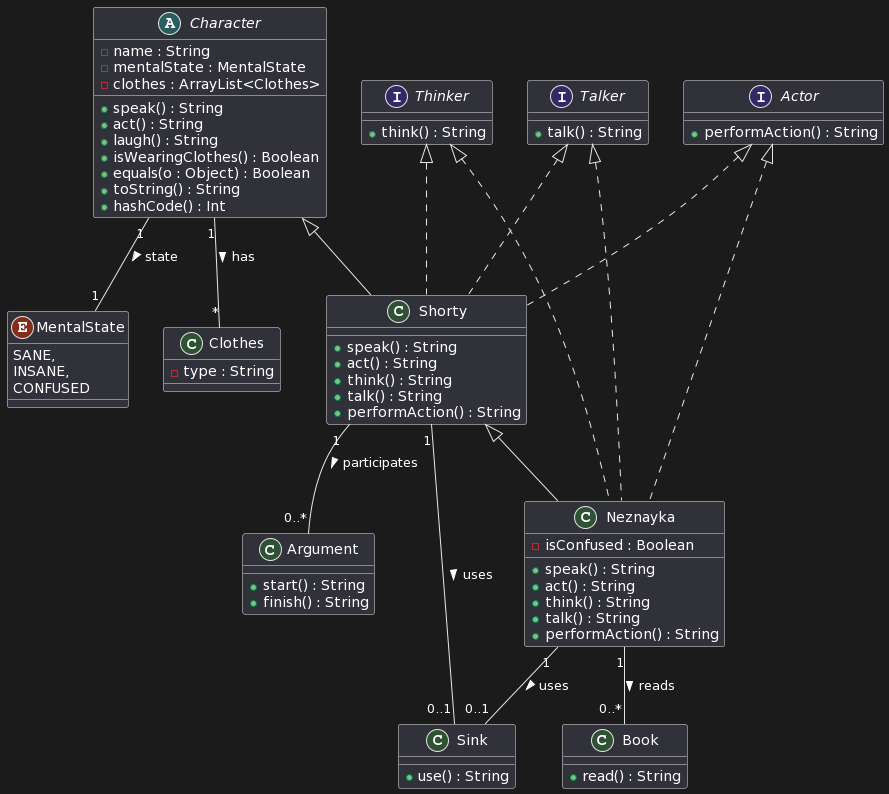 A Character
name : String
mentalState : MentalState
clothes : ArrayList<Clothes>
speak() : String
act() : String
laugh() : String
isWearingClothes() : Boolean
equals(o : Object) : Boolean
toString() : String
hashCode() : Int
I Thinker
think() : String
I Talker
talk() : String
I Actor
performAction() : String
1
state
1
1
has
*
E MentalState
SANE,
INSANE,
CONFUSED
C Clothes
type : String
C Shorty
speak() : String
act() : String
think() : String
talk() : String
performAction() : String
1
participates
0..*
1
uses
0..1
C Argument
start() : String
finish() : String
C Neznayka
isConfused : Boolean
speak() : String
act() : String
think() : String
talk() : String
performAction() : String
1
uses
0..1
1
reads
0..*
C Sink
use() : String
C Book
read() : String